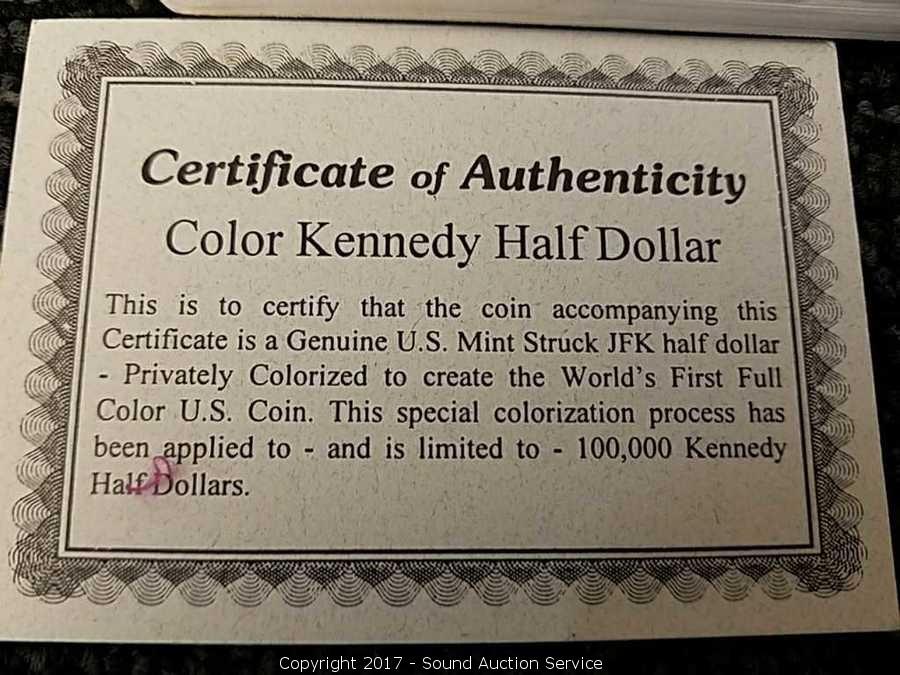 Certificate of Authenticity
Color Kennedy Half Dollar
This is to certify that the coin accompanying this
Certificate is a Genuine U.S. Mint Struck JFK half dollar
- Privately Colorized to create the World's First Full
Color U.S. Coin. This special colorization process has
been applied to - and is limited to - 100,000 Kennedy
Half Dollars.
Copyright 2017 - Sound Auction Service